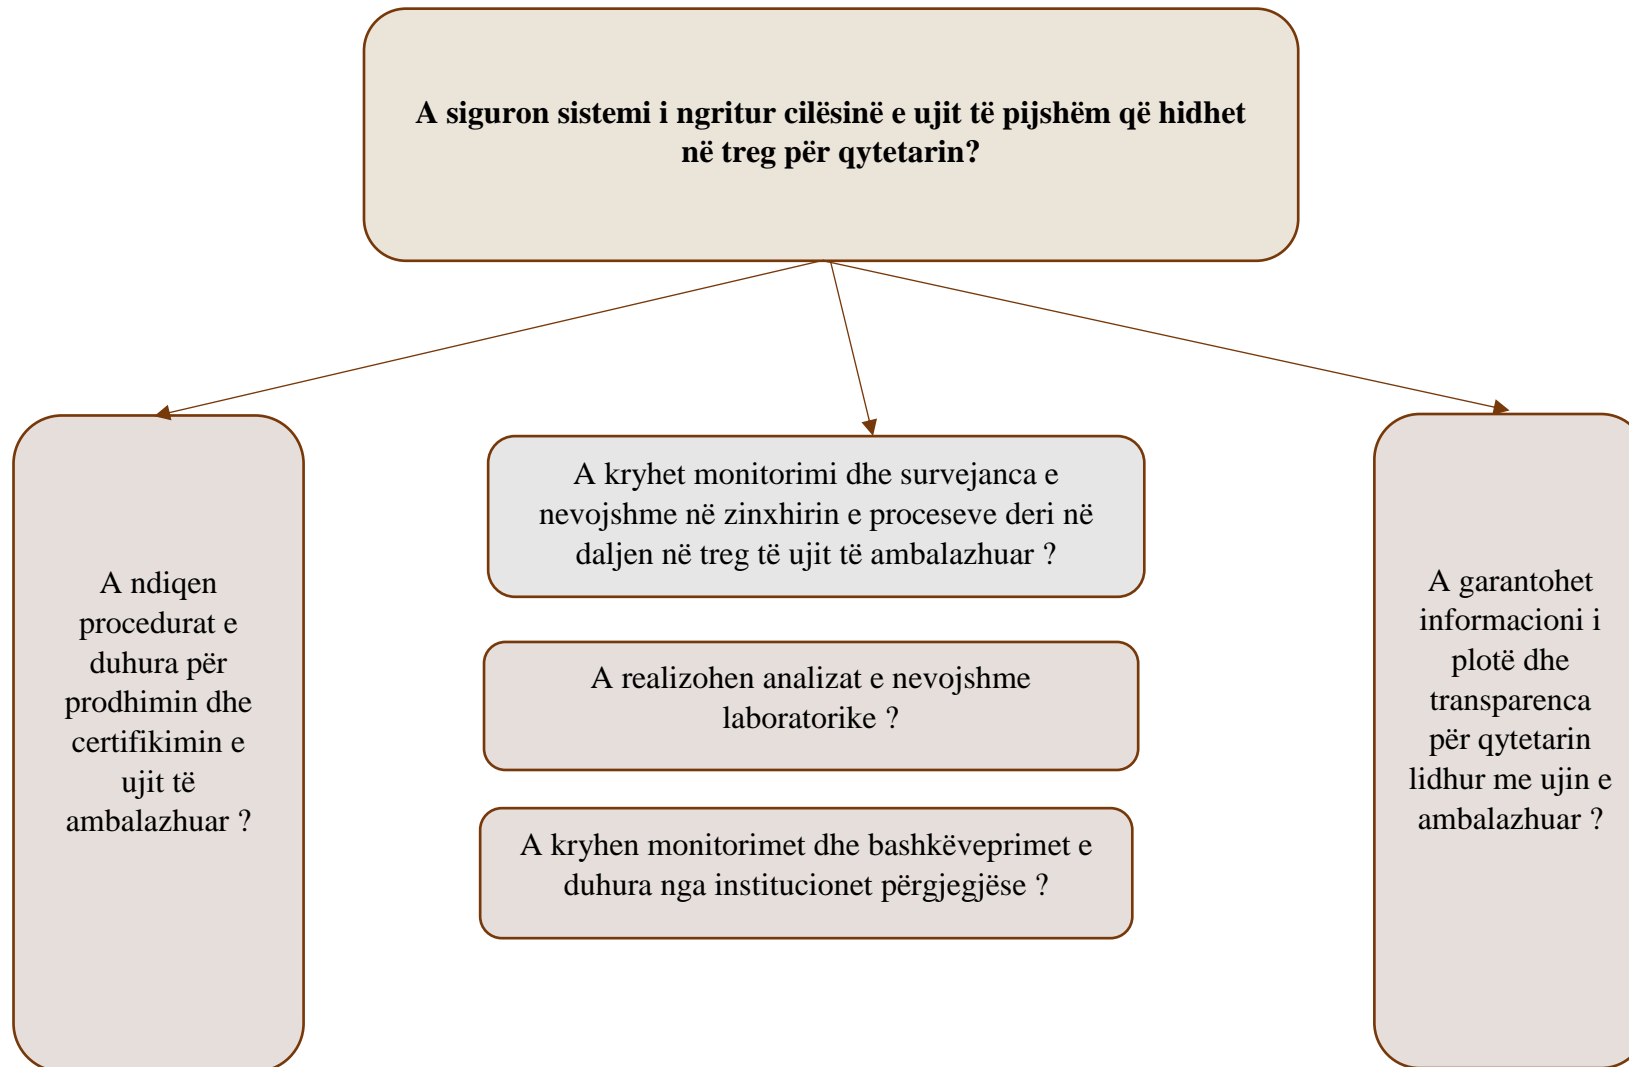 A siguron sistemi i ngritur cilësinë e ujit të pijshëm që hidhet
në treg për qytetarin?
A ndiqen
procedurat e
duhura për
prodhimin dhe
certifikimin e
ujit të
ambalazhuar ?
A kryhet monitorimi dhe survejanca e
nevojshme në zinxhirin e proceseve deri në
daljen në treg të ujit të ambalazhuar ?
A realizohen analizat e nevojshme
laboratorike ?
A kryhen monitorimet dhe bashkëveprimet e
duhura nga institucionet përgjegjëse ?
A garantohet
informacioni i
plotë dhe
transparenca
për qytetarin
lidhur me ujin e
ambalazhuar ?